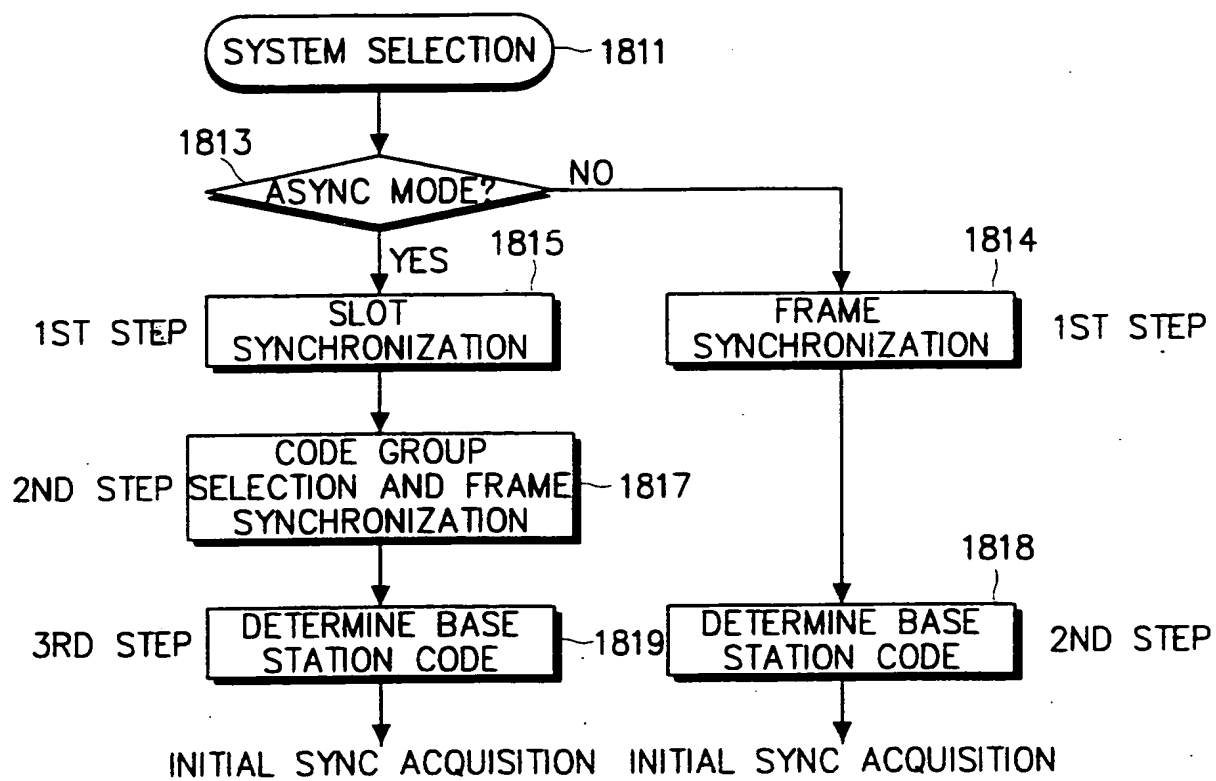 SYSTEM SELECTION
1811
1813
ASYNC MODE?
NO
YES
1815
1814
1ST STEP
SLOT
SYNCHRONIZATION
FRAME
SYNCHRONIZATION
1ST STEP
2ND STEP
CODE GROUP
SELECTION AND FRAME
SYNCHRONIZATION
1817
1818
3RD STEP
DETERMINE BASE
STATION CODE
1819
DETERMINE BASE
STATION CODE
2ND STEP
INITIAL SYNC ACQUISITION
INITIAL SYNC ACQUISITION